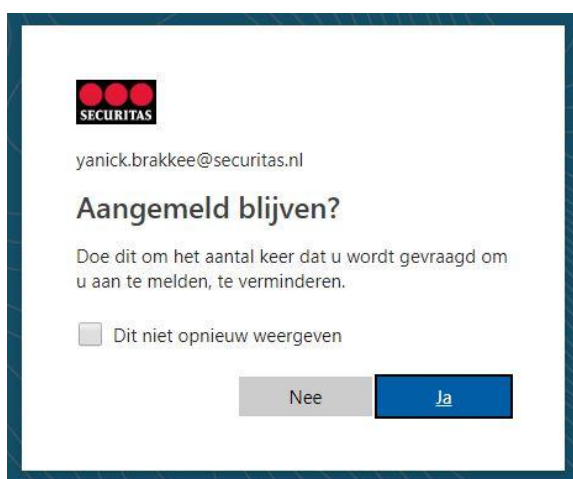 SECURITAS
yanick.brakkee@securitas.nl
Aangemeld blijven?
Doe dit om het aantal keer dat u wordt gevraagd om
u aan te melden, te verminderen.
Dit niet opnieuw weergeven
Nee
Ja